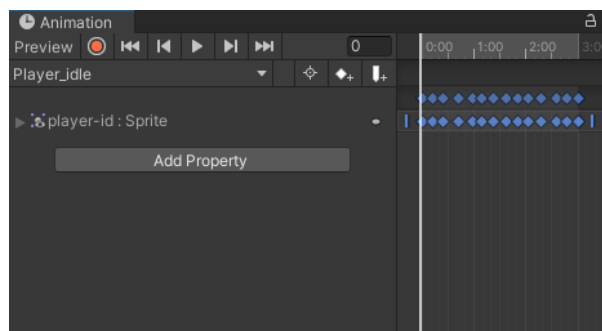 Animation
Preview 0 0:00 1:00 2:00 3:0
Player_idle
player-id : Sprite
Add Property